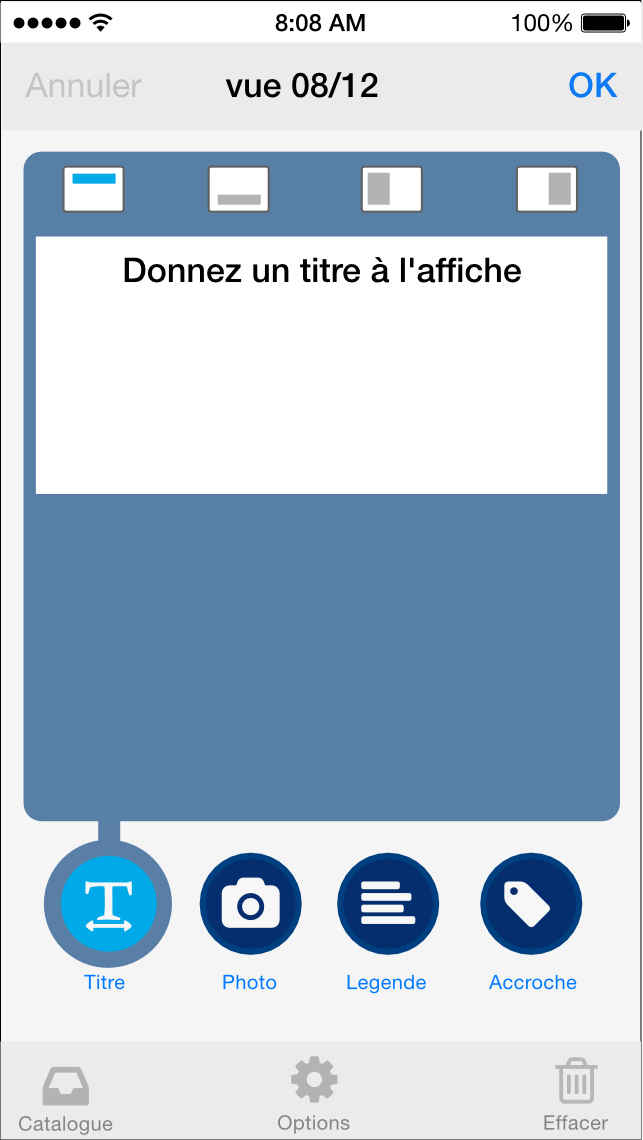 8:08 AM 100%
Annuler vue 08/12 OK
Donnez un titre à l'affiche
Titre Photo Legende Accroche
Catalogue Options Effacer